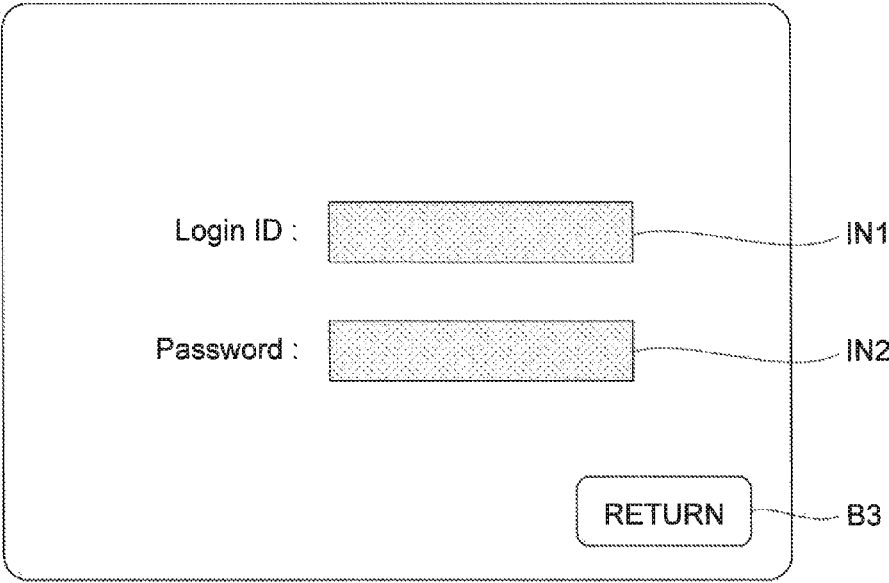 Login ID :
IN1
Password :
IN2
RETURN
B3